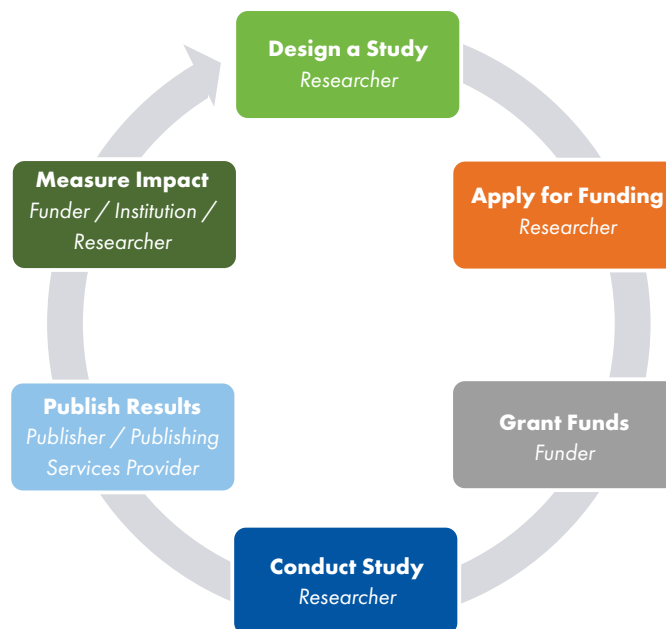 Design a Study
Researcher
Apply for Funding
Researcher
Grant Funds
Funder
Conduct Study
Researcher
Publish Results
Publisher / Publishing
Services Provider
Measure Impact
Funder / Institution /
Researcher